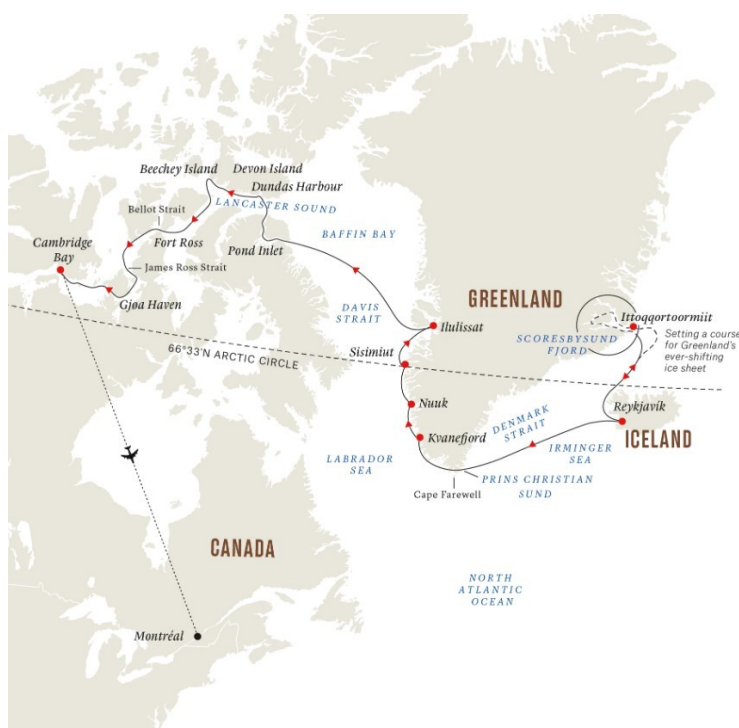 Beechey Island
Devon Island
Dundas Harbour
LANCASTER SOUND
Bellot Strait
BAFFIN BAY
Cambridge
Bay
Fort Ross
Pond Inlet
James Ross Strait
Gjøa Haven
DAVIS
STRAIT
GREENLAND
Ilulissat
Ittoqqortoormiit
SCORESBYSUND
FJORD
Setting a course
for Greenland's
ever-shifting
ice sheet
66°33'N ARCTIC CIRCLE
Sisimiut
Nuuk
Reykjavík
Kvanefjord
DENMARK
STRAIT
ICELAND
IRMINGER
SEA
LABRADOR
SEA
PRINS CHRISTIAN
SUND
Cape Farewell
CANADA
NORTH
ATLANTIC
OCEAN
Montréal